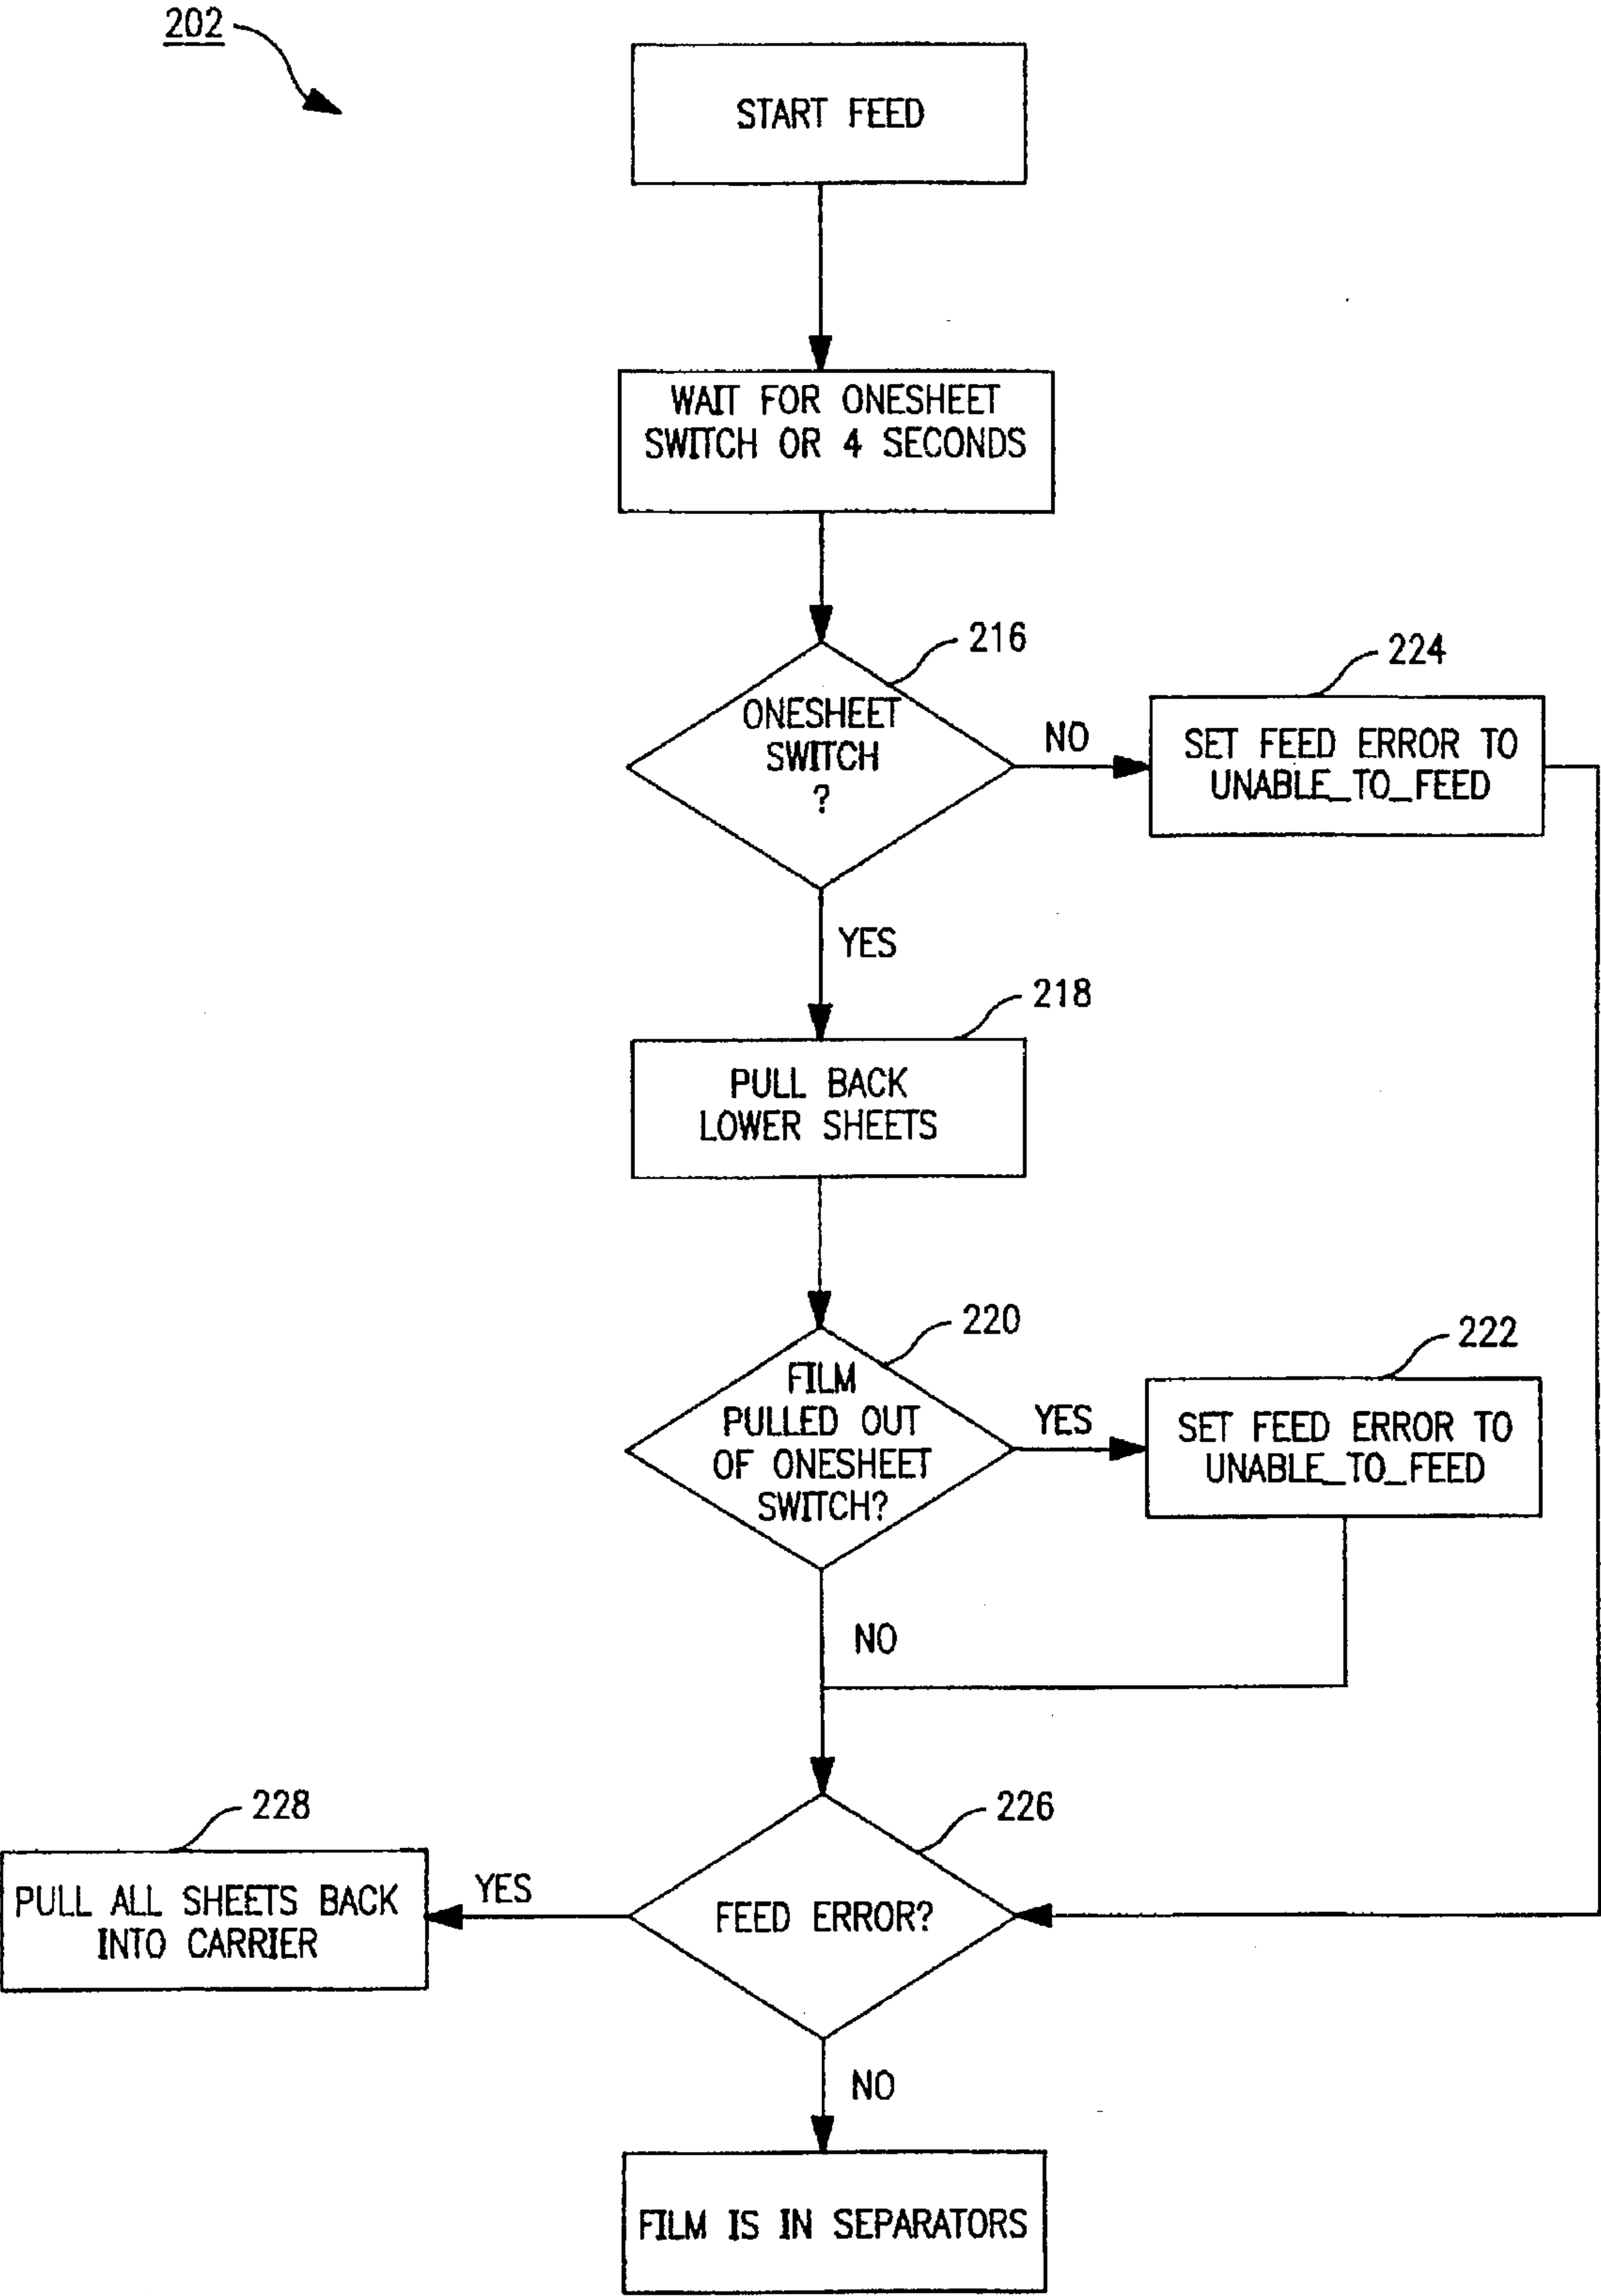 202
START FEED
WAIT FOR ONESHEET
SWITCH OR 4 SECONDS
216
ONESHEET
SWITCH
?
NO
224
SET FEED ERROR TO
UNABLE_TO_FEED
YES
218
PULL BACK
LOWER SHEETS
220
FILM
PULLED OUT
OF ONESHEET
SWITCH?
YES
222
SET FEED ERROR TO
UNABLE_TO_FEED
NO
226
FEED ERROR?
YES
228
PULL ALL SHEETS BACK
INTO CARRIER
NO
FILM IS IN SEPARATORS